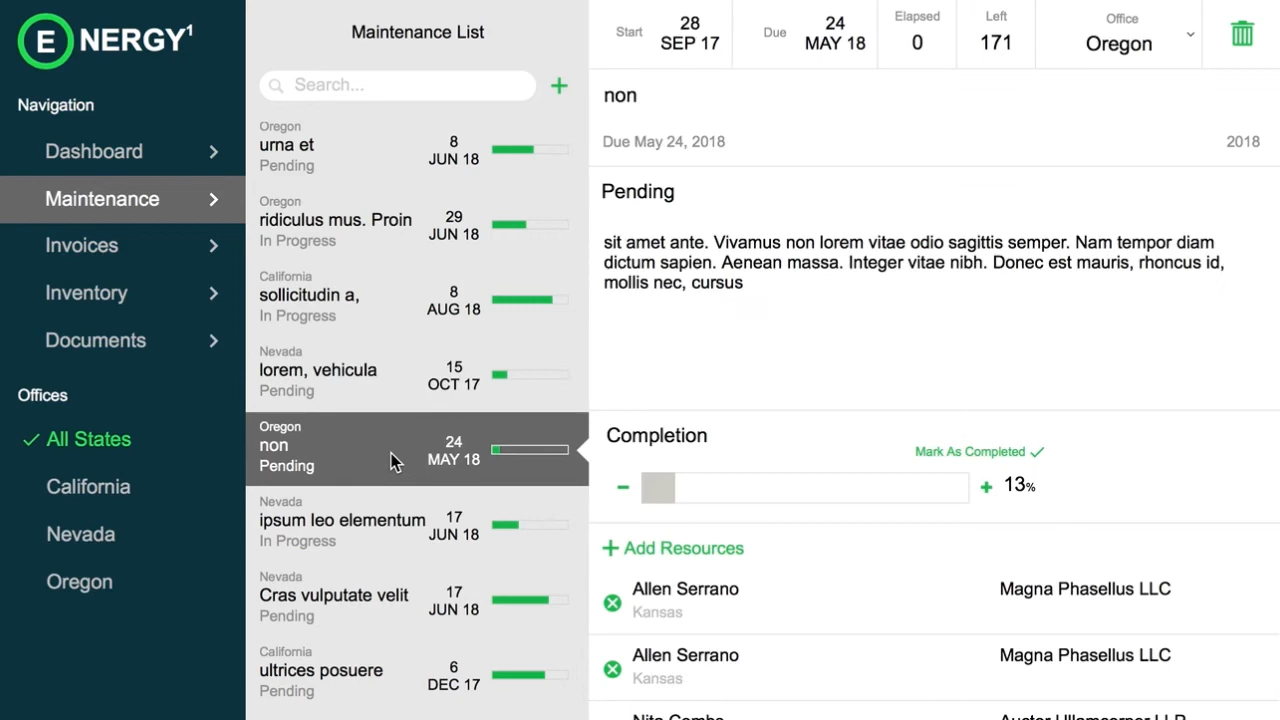 ENERGY1
Navigation
Dashboard
Maintenance
Invoices
Inventory
Documents
Offices
All States
California
Nevada
Oregon
Maintenance List
Search...
Oregon
urna et
Pending
8
JUN 18
Oregon
ridiculus mus. Proin
In Progress
29
JUN 18
California
sollicitudin a,
In Progress
8
AUG 18
Nevada
lorem, vehicula
Pending
15
OCT 17
Oregon
non
Pending
24
MAY 18
Nevada
ipsum leo elementum
In Progress
17
JUN 18
Nevada
Cras vulputate velit
Pending
17
JUN 18
California
ultrices posuere
Pending
6
DEC 17
Start
28
SEP 17
Due
24
MAY 18
Elapsed
0
Left
171
Office
Oregon
non
Due May 24, 2018
2018
Pending
sit amet ante. Vivamus non lorem vitae odio sagittis semper. Nam tempor diam
dictum sapien. Aenean massa. Integer vitae nibh. Donec est mauris, rhoncus id,
mollis nec, cursus
Completion
Mark As Completed
13%
Add Resources
Allen Serrano
Kansas
Magna Phasellus LLC
Allen Serrano
Kansas
Magna Phasellus LLC